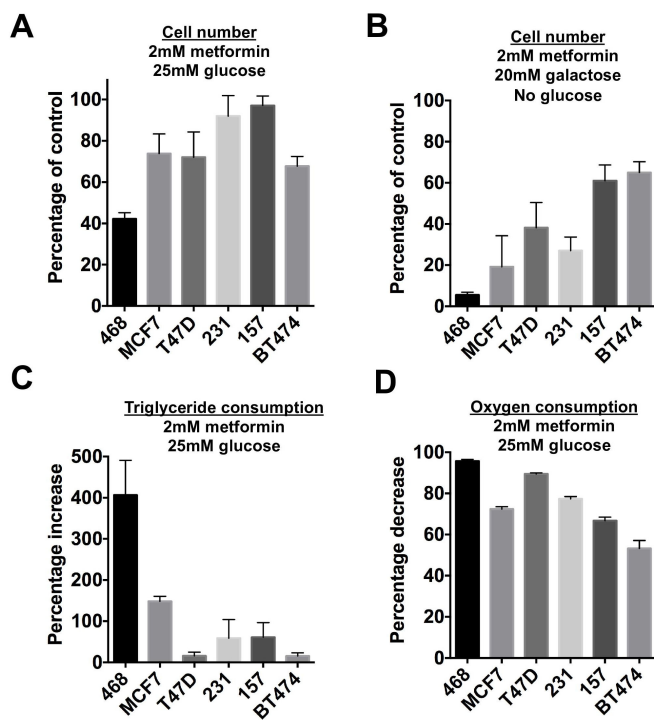 A
Cell number
2mM metformin
25mM glucose
Percentage of control
100
80
60
40
20
0
468
MCF7
T47D
231
157
BT474
B
Cell number
2mM metformin
20mM galactose
No glucose
Percentage of control
100
80
60
40
20
0
468
MCF7
T47D
231
157
BT474
C
Triglyceride consumption
2mM metformin
25mM glucose
Percentage increase
500
400
300
200
100
0
468
MCF7
T47D
231
157
BT474
D
Oxygen consumption
2mM metformin
25mM glucose
Percentage decrease
100
80
60
40
20
0
468
MCF7
T47D
231
157
BT474